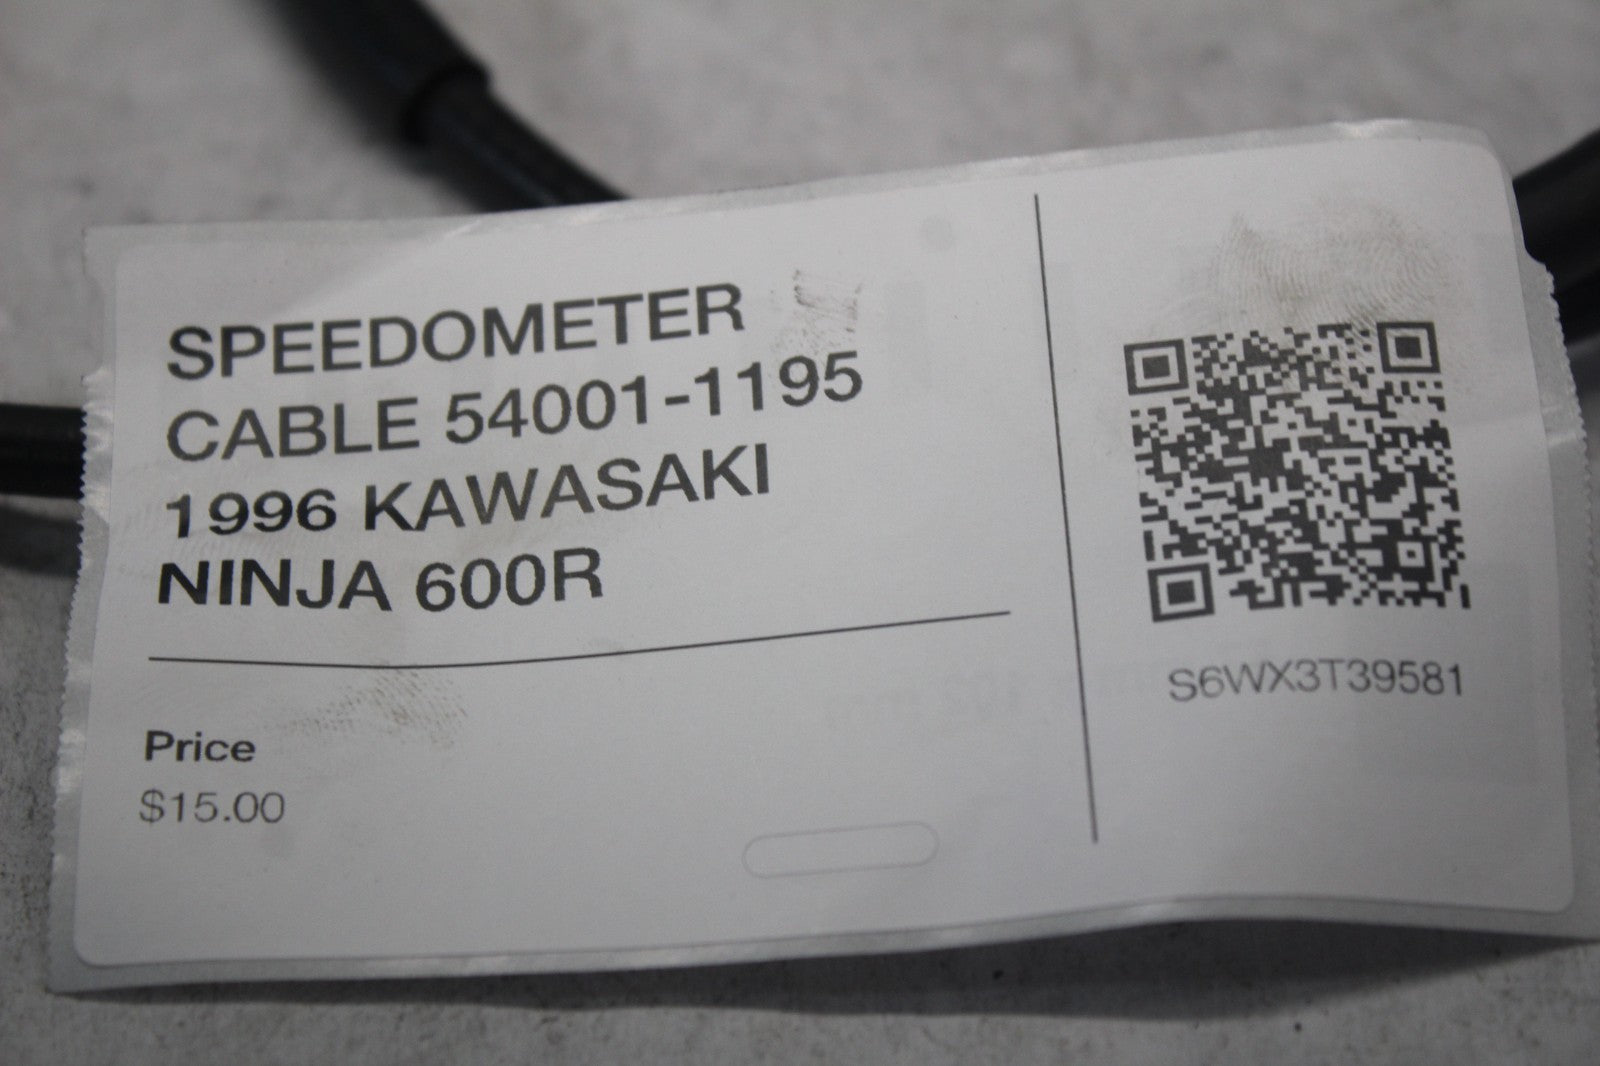 SPEEDOMETER
CABLE 54001-1195
1996 KAWASAKI
NINJA 600R
Price
$15.00
S6WX3T39581